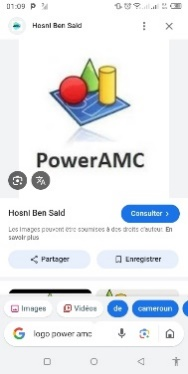 01:09 P
Hosni Ben Said
PowerAMC
Hosni Ben Said
Consulter >
Les images peuvent être soumises à des droits d'auteur. En
savoir plus
Partager
Enregistrer
Images
Vidéos
de
cameroun
logo power amc